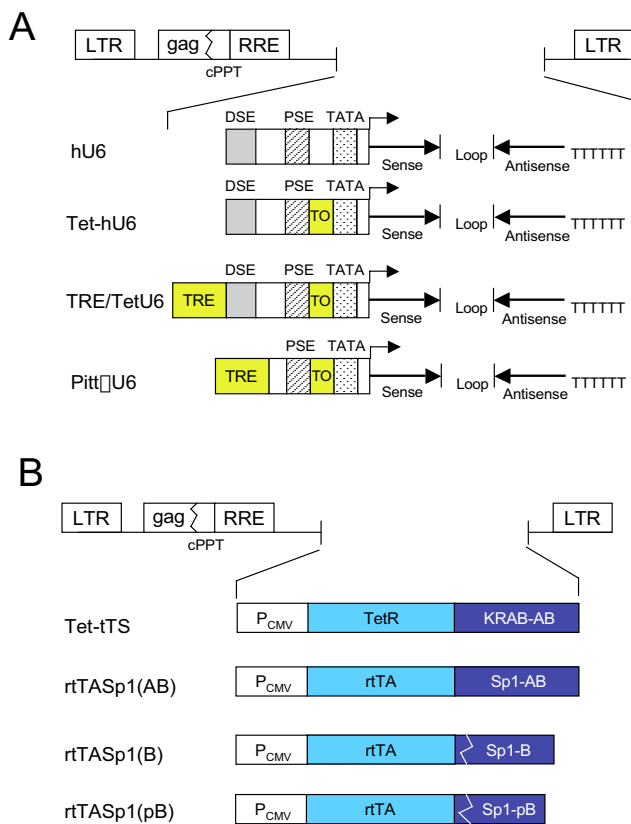 A
LTR gag RRE LTR
cPPT
DSE PSE TATA
hU6
Sense Loop Antisense TTTTTT
DSE PSE TATA
Tet-hU6 TO
Sense Loop Antisense TTTTTT
DSE PSE TATA
TRE/TetU6 TRE TO
Sense Loop Antisense TTTTTT
PSE TATA
Pitt□U6 TRE TO
Sense Loop Antisense TTTTTT
B
LTR gag RRE LTR
cPPT
Tet-tTS PCMV TetR KRAB-AB
rtTASp1(AB) PCMV rtTA Sp1-AB
rtTASp1(B) PCMV rtTA Sp1-B
rtTASp1(pB) PCMV rtTA Sp1-pB